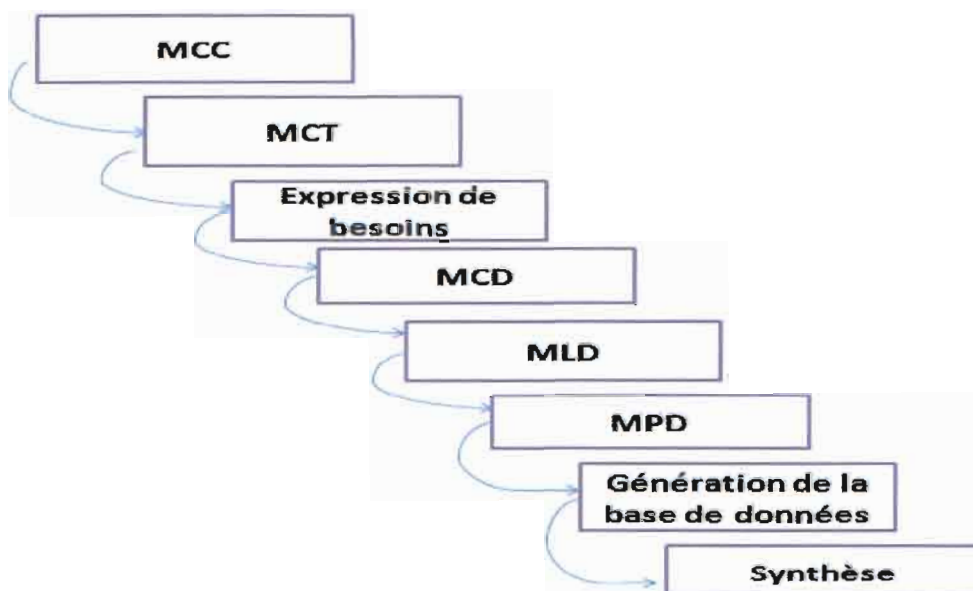 MCC
MCT
Expression de
besoins
MCD
MLD
MPD
Génération de la
base de données
Synthèse